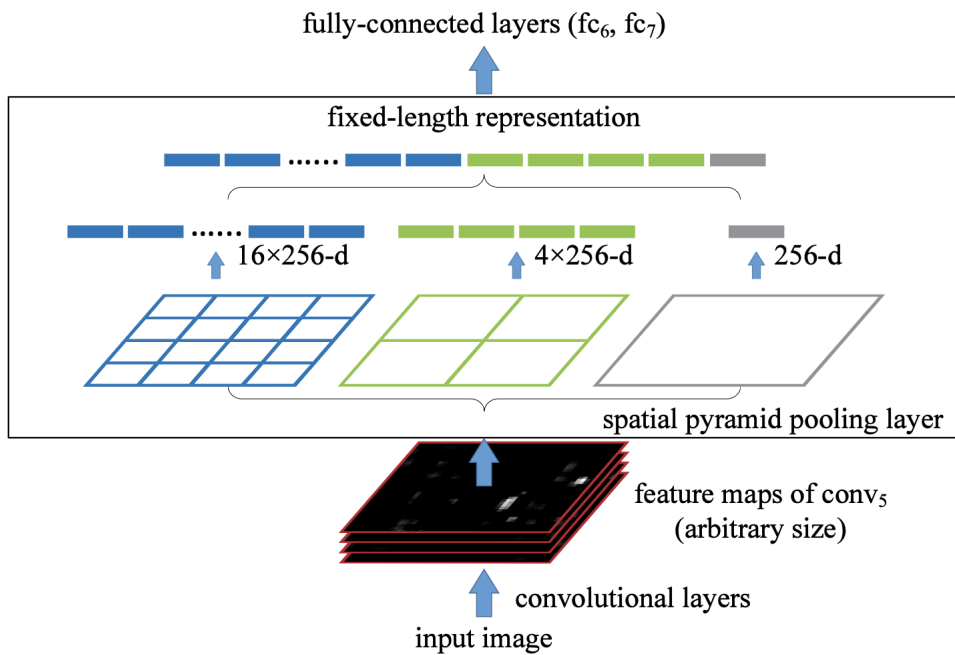 fully-connected layers (fc₆, fc₇)
fixed-length representation
......
......
16×256-d
4×256-d
256-d
spatial pyramid pooling layer
feature maps of conv₅
(arbitrary size)
convolutional layers
input image